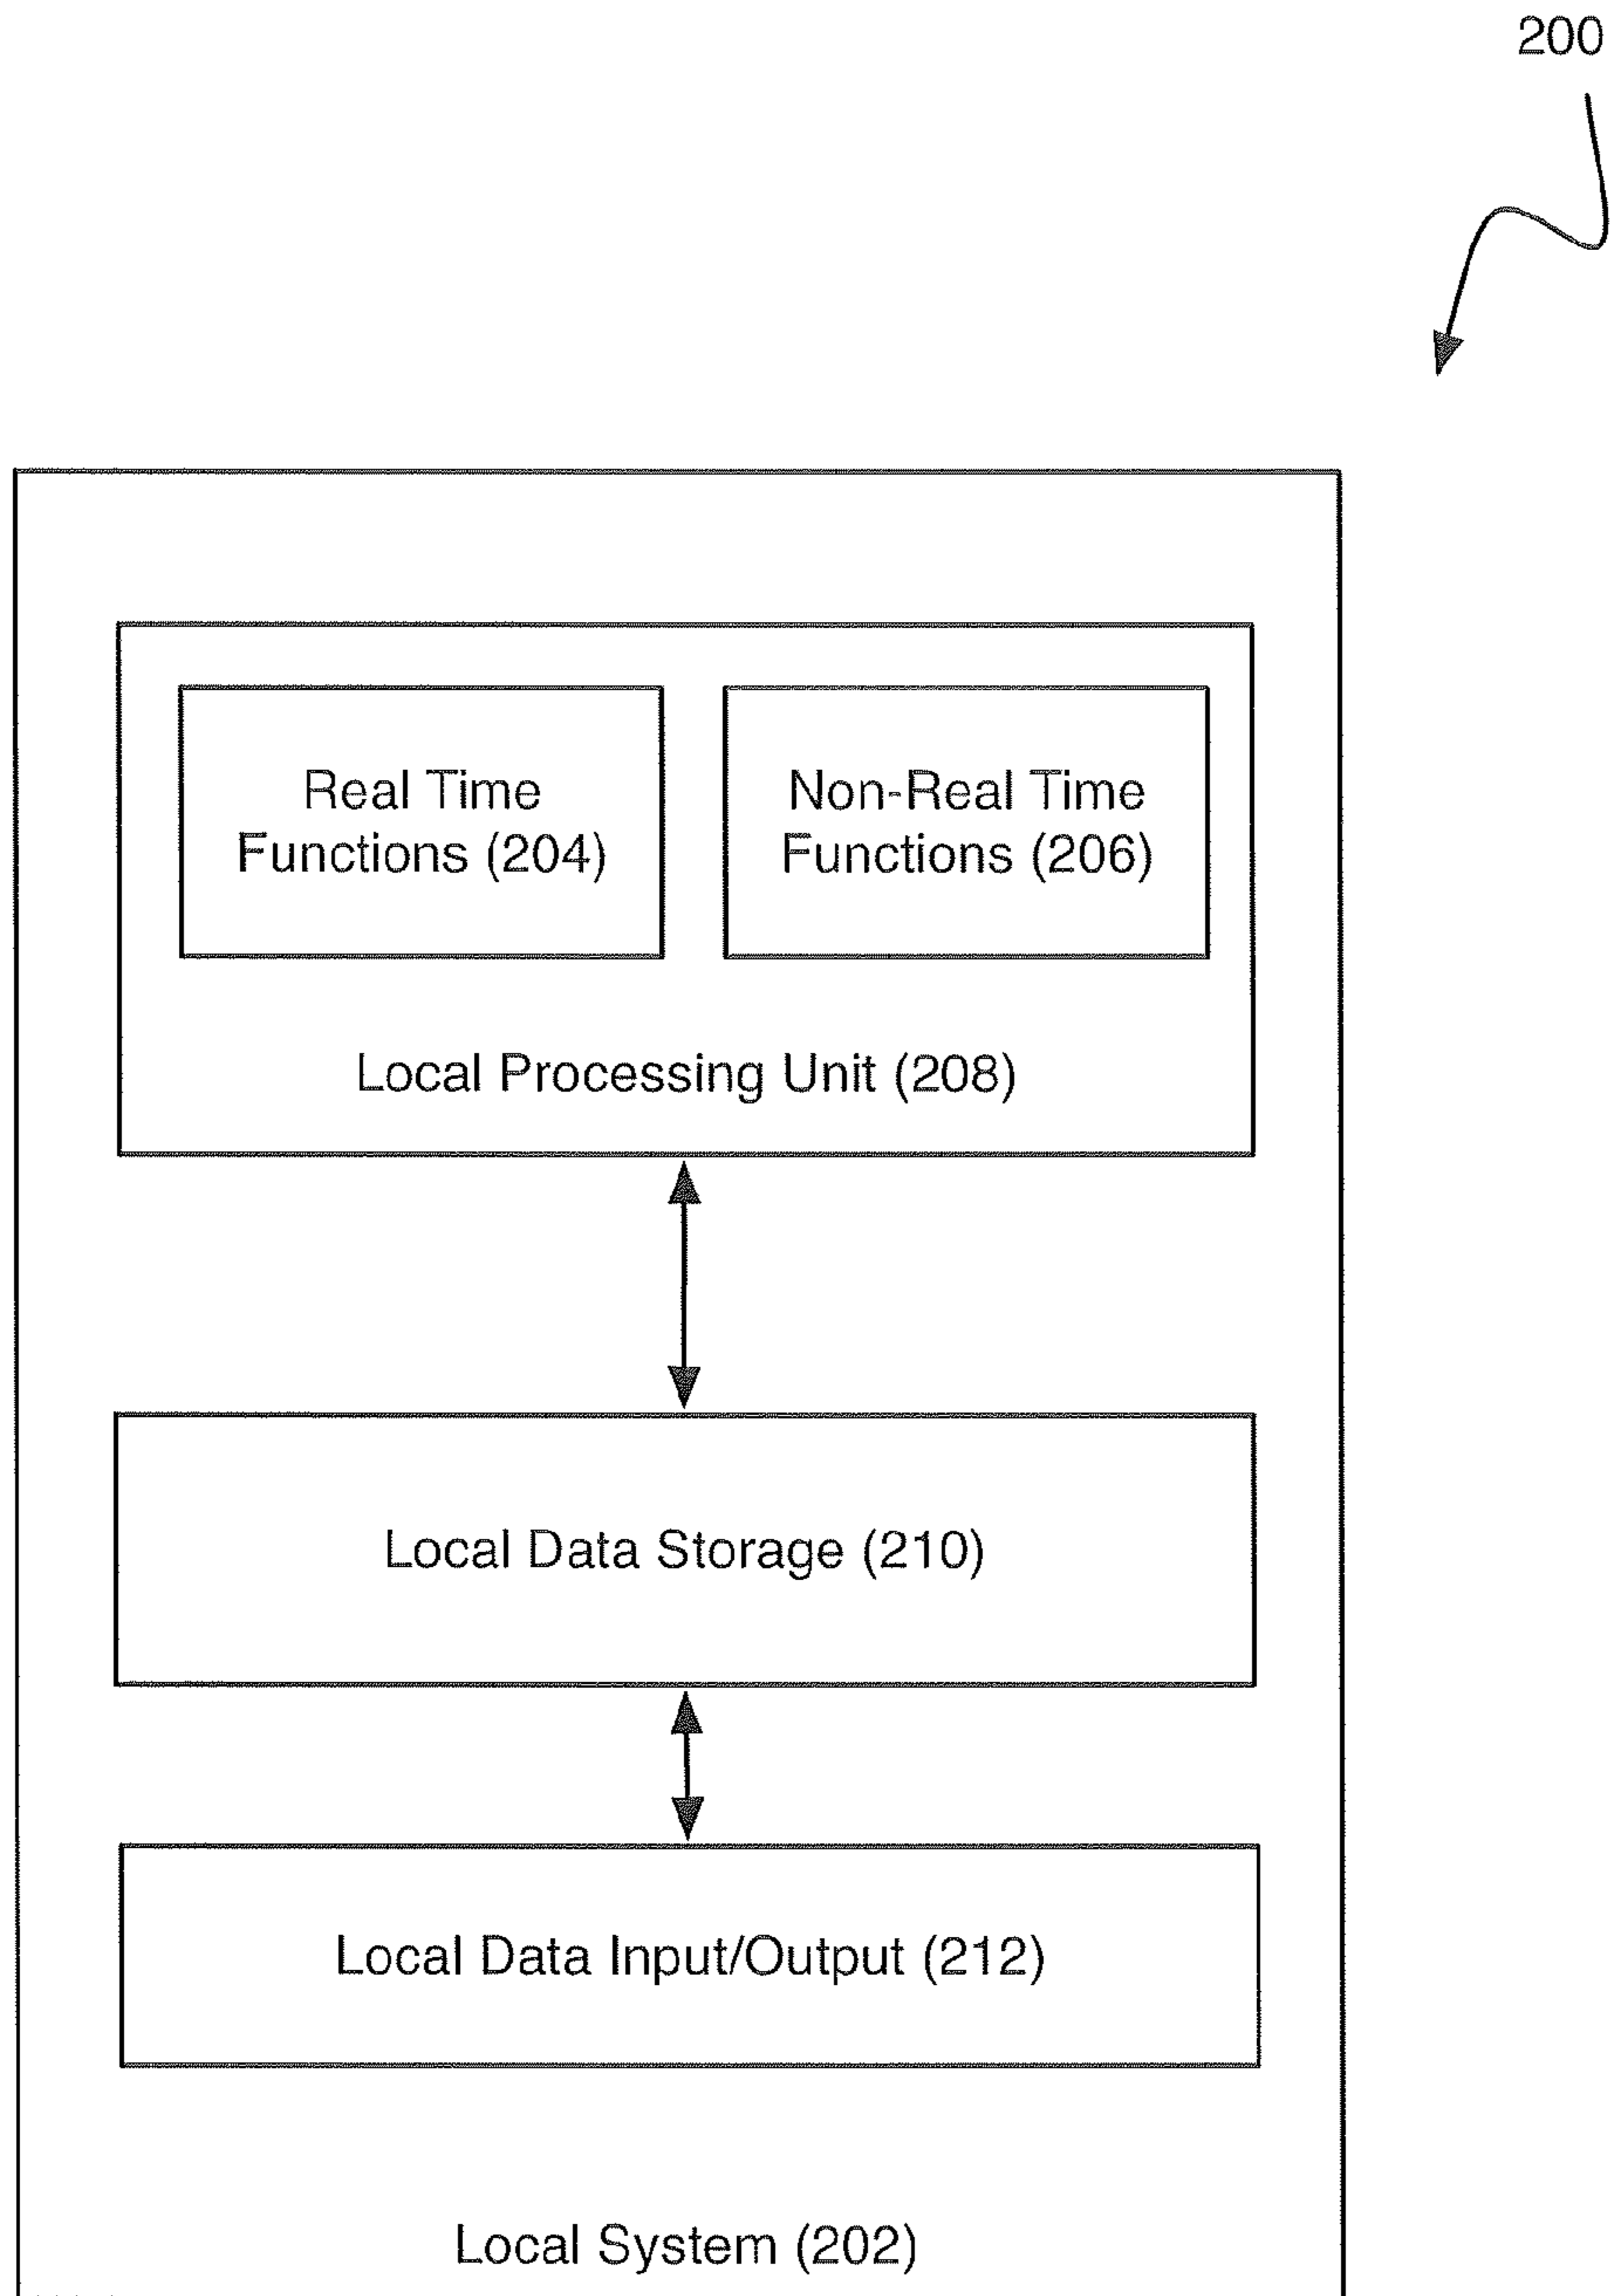 200
Real Time
Functions (204)
Non-Real Time
Functions (206)
Local Processing Unit (208)
Local Data Storage (210)
Local Data Input/Output (212)
Local System (202)